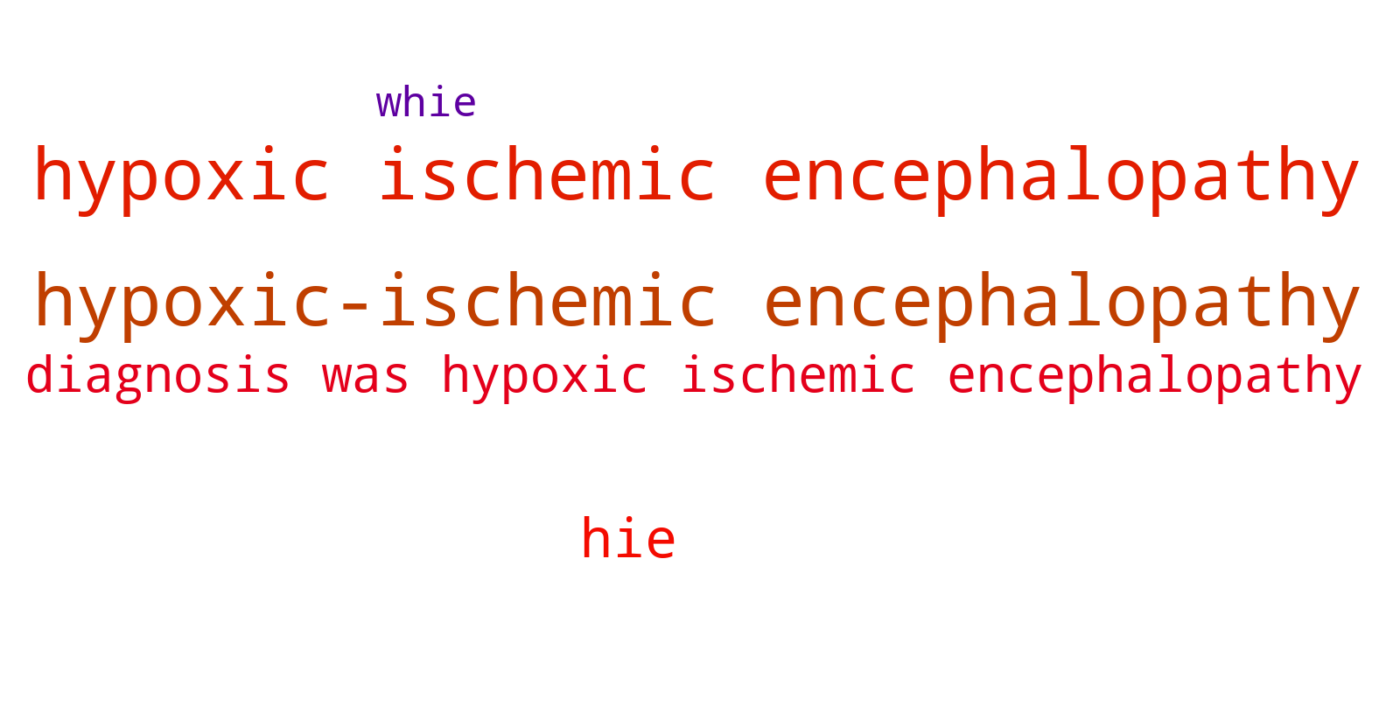 whie
hypoxic ischemic encephalopathy
hypoxic-ischemic encephalopathy
diagnosis was hypoxic ischemic encephalopathy
hie